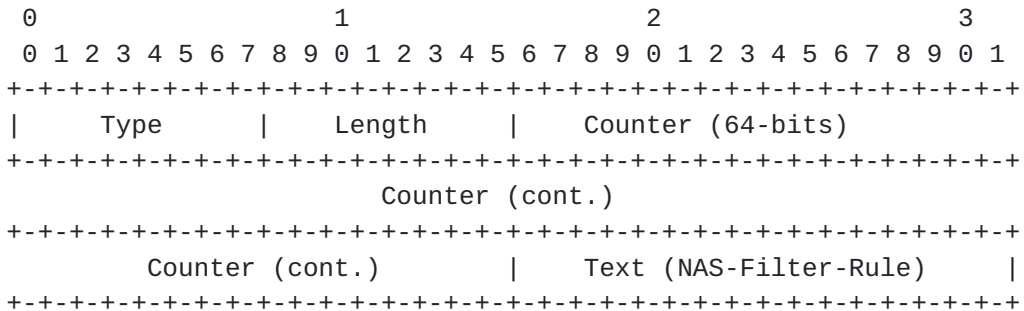 0                   1                   2                   3
 0 1 2 3 4 5 6 7 8 9 0 1 2 3 4 5 6 7 8 9 0 1 2 3 4 5 6 7 8 9 0 1
+-+-+-+-+-+-+-+-+-+-+-+-+-+-+-+-+-+-+-+-+-+-+-+-+-+-+-+-+-+-+-+-+
|     Type      |    Length     |    Counter (64-bits)
+-+-+-+-+-+-+-+-+-+-+-+-+-+-+-+-+-+-+-+-+-+-+-+-+-+-+-+-+-+-+-+-+
                        Counter (cont.)
+-+-+-+-+-+-+-+-+-+-+-+-+-+-+-+-+-+-+-+-+-+-+-+-+-+-+-+-+-+-+-+-+
         Counter (cont.)        |    Text (NAS-Filter-Rule)     |
+-+-+-+-+-+-+-+-+-+-+-+-+-+-+-+-+-+-+-+-+-+-+-+-+-+-+-+-+-+-+-+-+